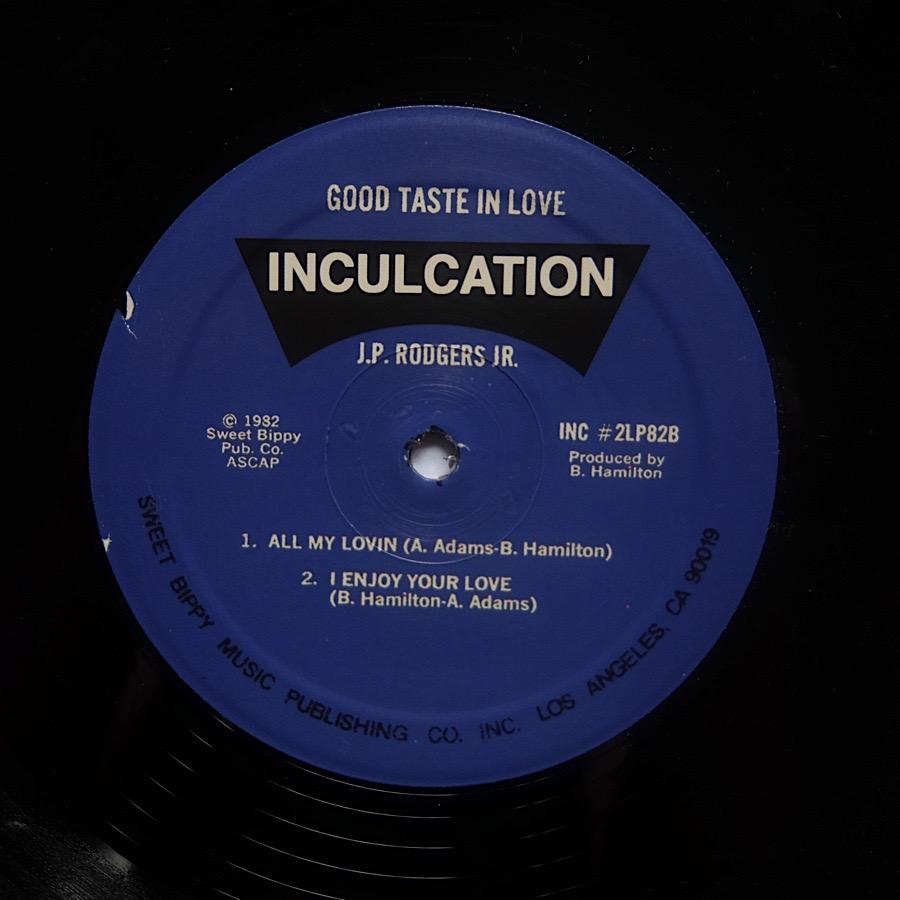 GOOD TASTE IN LOVE
INCULCATION
J.P. RODGERS JR.
© 1982
Sweet Bippy
Pub. Co.
ASCAP
INC #2LP82B
Produced by
B. Hamilton
1. ALL MY LOVIN (A. Adams-B. Hamilton)
2. I ENJOY YOUR LOVE
(B. Hamilton-A. Adams)
SWEET BIPPY MUSIC PUBLISHING CO. INC. LOS ANGELES, CA 90019